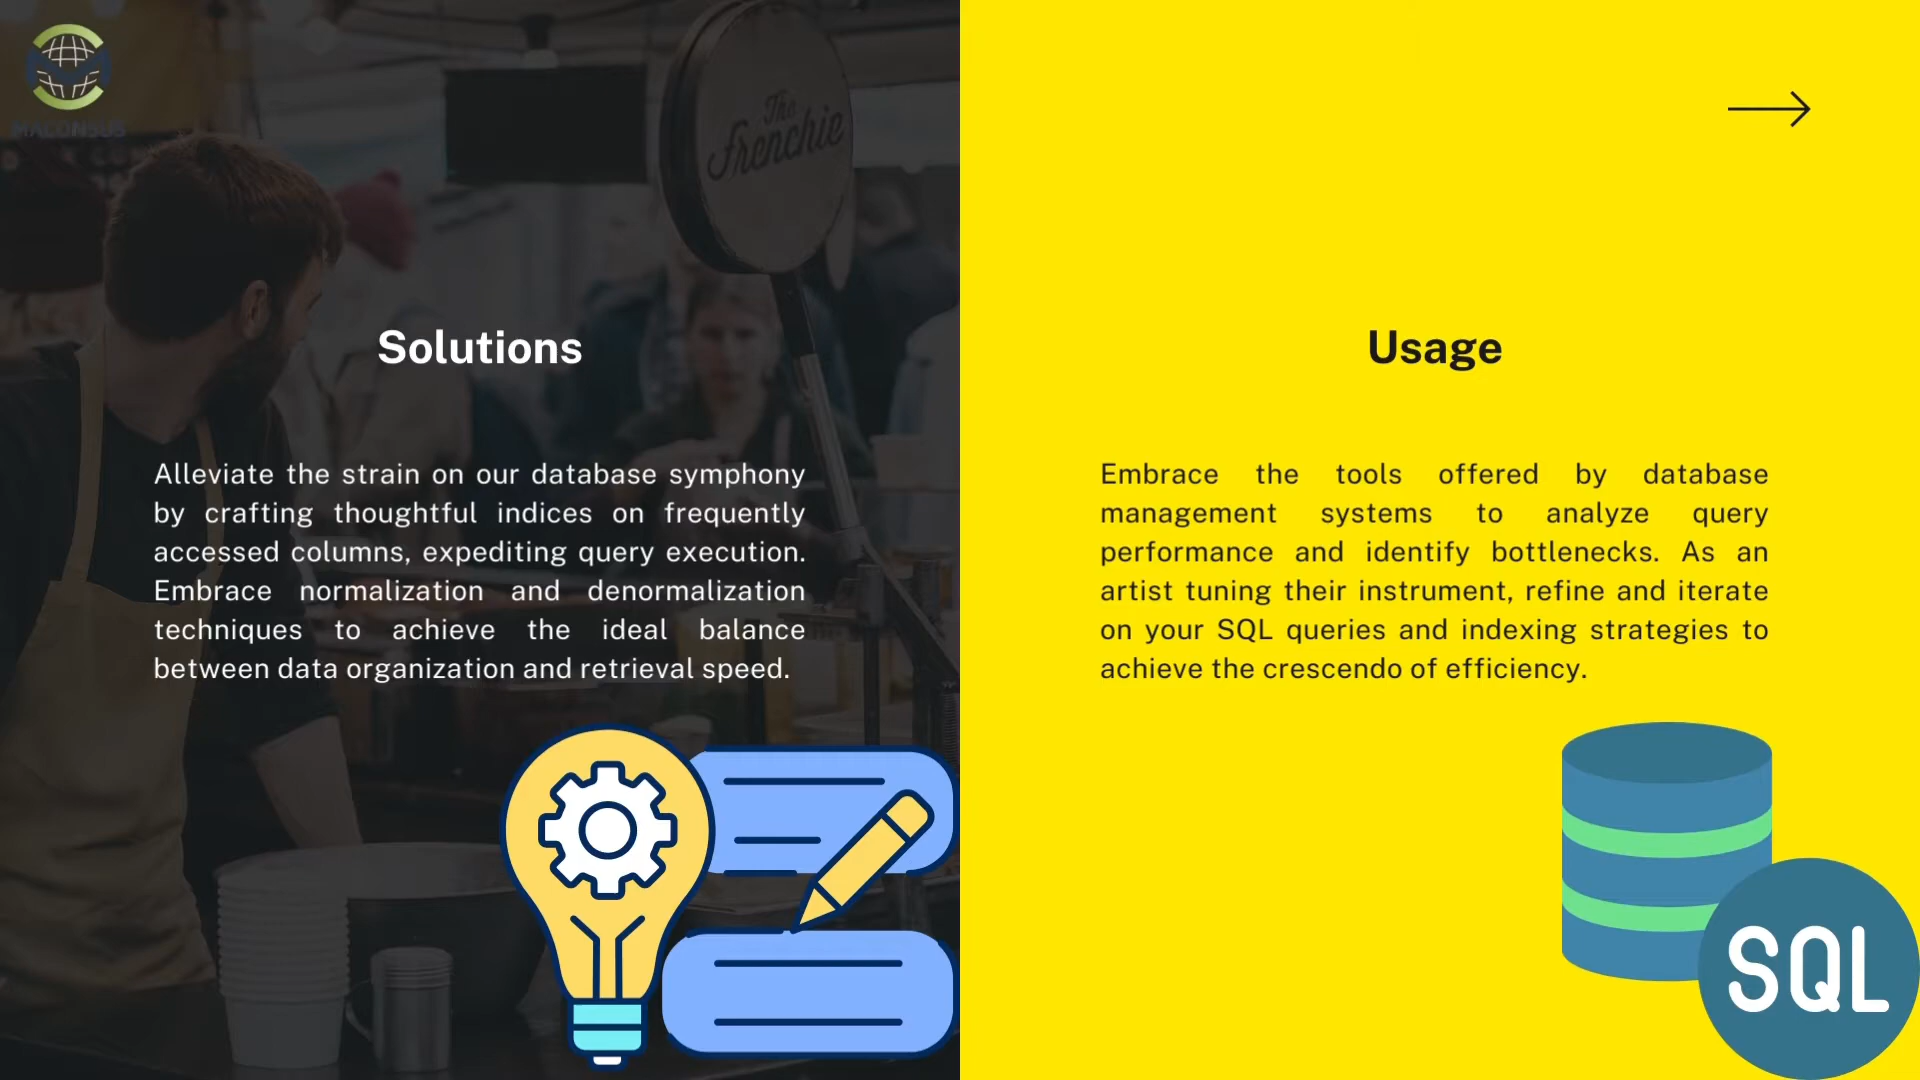 MACONSUS
The
Frenchie
Solutions
Alleviate the strain on our database symphony
by crafting thoughtful indices on frequently
accessed columns, expediting query execution.
Embrace normalization and denormalization
techniques to achieve the ideal balance
between data organization and retrieval speed.
Usage
Embrace the tools offered by database
management systems to analyze query
performance and identify bottlenecks. As an
artist tuning their instrument, refine and iterate
on your SQL queries and indexing strategies to
achieve the crescendo of efficiency.
SQL